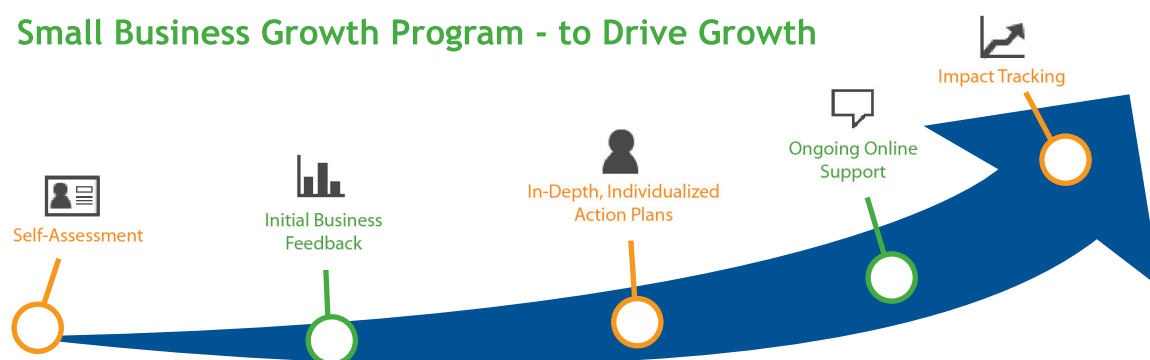 Small Business Growth Program - to Drive Growth
Self-Assessment
Initial Business
Feedback
In-Depth, Individualized
Action Plans
Ongoing Online
Support
Impact Tracking